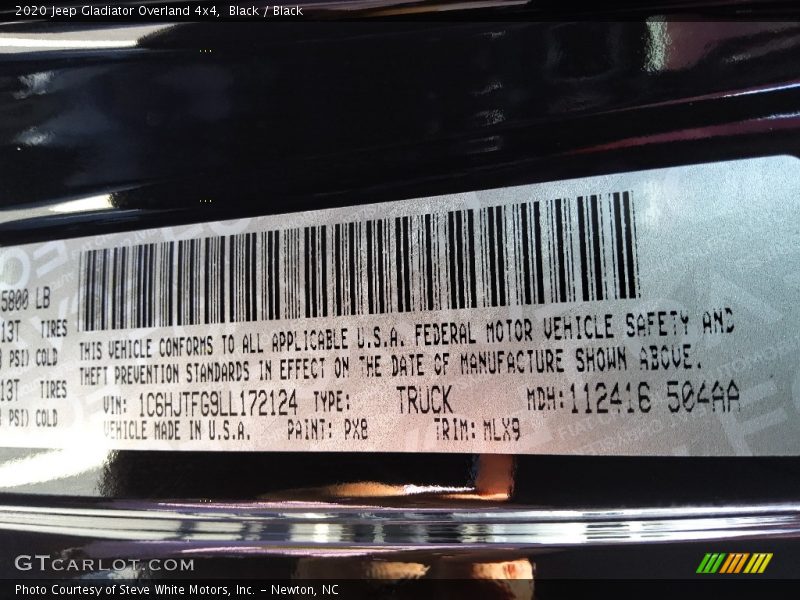 2020 Jeep Gladiator Overland 4x4,  Black / Black
5800 LB
13T TIRES
PSI) COLD
13T TIRES
PSI) COLD
THIS VEHICLE CONFORMS TO ALL APPLICABLE U.S.A. FEDERAL MOTOR VEHICLE SAFETY AND
THEFT PREVENTION STANDARDS IN EFFECT ON THE DATE OF MANUFACTURE SHOWN ABOVE.
VIN: 1C6HJTFG9LL172124 TYPE: TRUCK MDH:112416 504AA
VEHICLE MADE IN U.S.A. PAINT: PX8 TRIM: MLX9
GTCARLOT.COM
Photo Courtesy of Steve White Motors, Inc. – Newton, NC